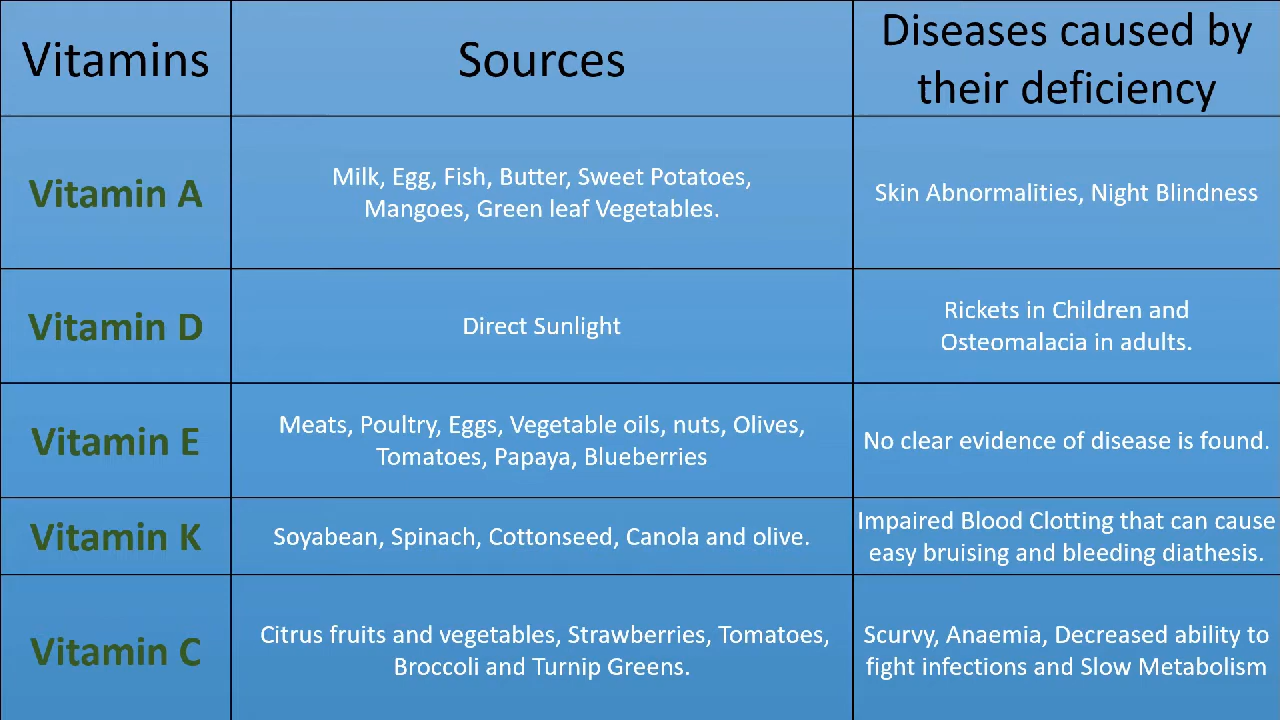 Vitamins
Sources
Diseases caused by
their deficiency
Vitamin A
Milk, Egg, Fish, Butter, Sweet Potatoes,
Mangoes, Green leaf Vegetables.
Skin Abnormalities, Night Blindness
Vitamin D
Direct Sunlight
Rickets in Children and
Osteomalacia in adults.
Vitamin E
Meats, Poultry, Eggs, Vegetable oils, nuts, Olives,
Tomatoes, Papaya, Blueberries
No clear evidence of disease is found.
Vitamin K
Soyabean, Spinach, Cottonseed, Canola and olive.
Impaired Blood Clotting that can cause
easy bruising and bleeding diathesis.
Vitamin C
Citrus fruits and vegetables, Strawberries, Tomatoes,
Broccoli and Turnip Greens.
Scurvy, Anaemia, Decreased ability to
fight infections and Slow Metabolism